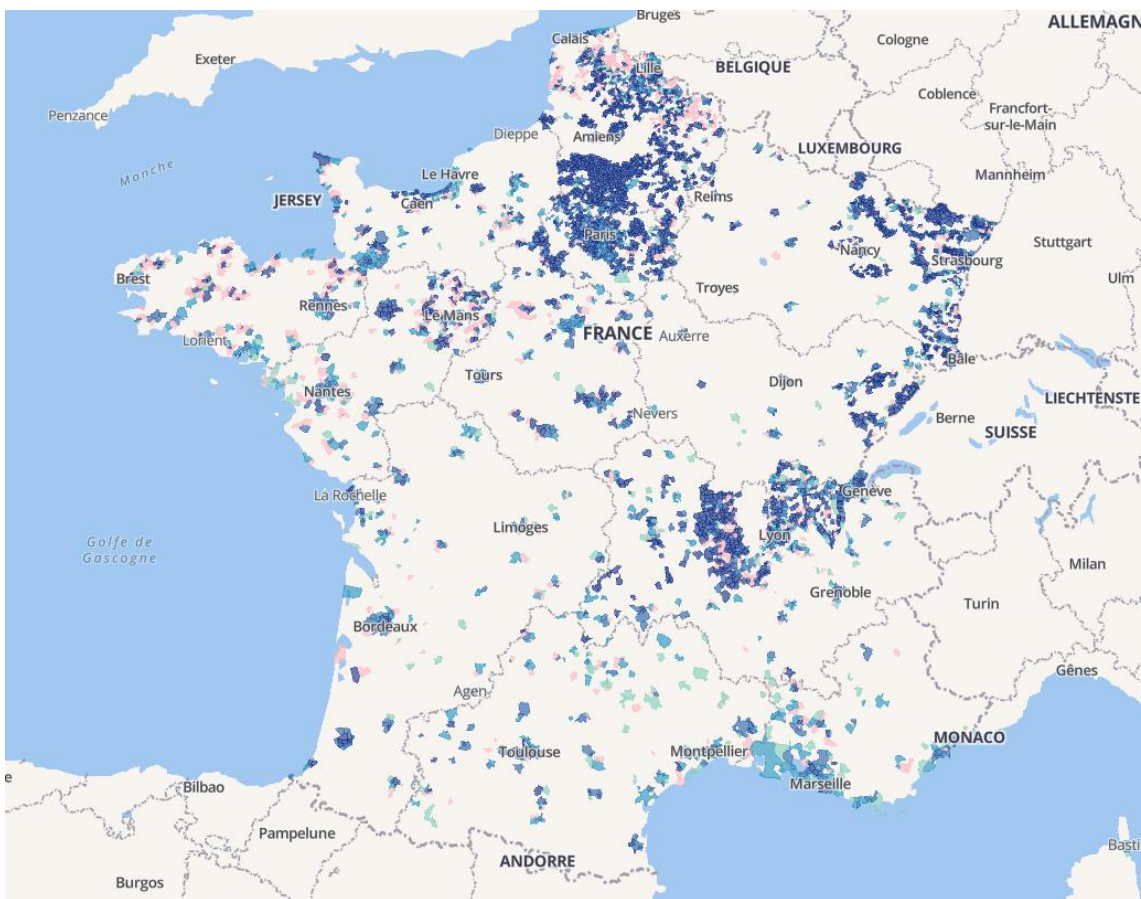 Bruges
ALLEMAGN
Calais
Cologne
Exeter
Lille
BELGIQUE
Coblence
Penzance
Francfort-
sur-le-Main
Dieppe
Amiens
LUXEMBOURG
Manche
Le Havre
Mannheim
Reims
JERSEY
Caen
Paris
Nancy
Stuttgart
Strasbourg
Brest
Ulm
Troyes
Rennes
Le Mans
FRANCE
Auxerre
Lorient
Bâle
Tours
Dijon
Nantes
LIECHTENSTE
Nevers
Berne
SUISSE
La Rochelle
Genève
Limoges
Lyon
Golfe de
Gascogne
Milan
Grenoble
Turin
Bordeaux
Gênes
Agen
MONACO
Toulouse
Montpellier
e
Marseille
Bilbao
Pampelune
Basti
ANDORRE
Burgos